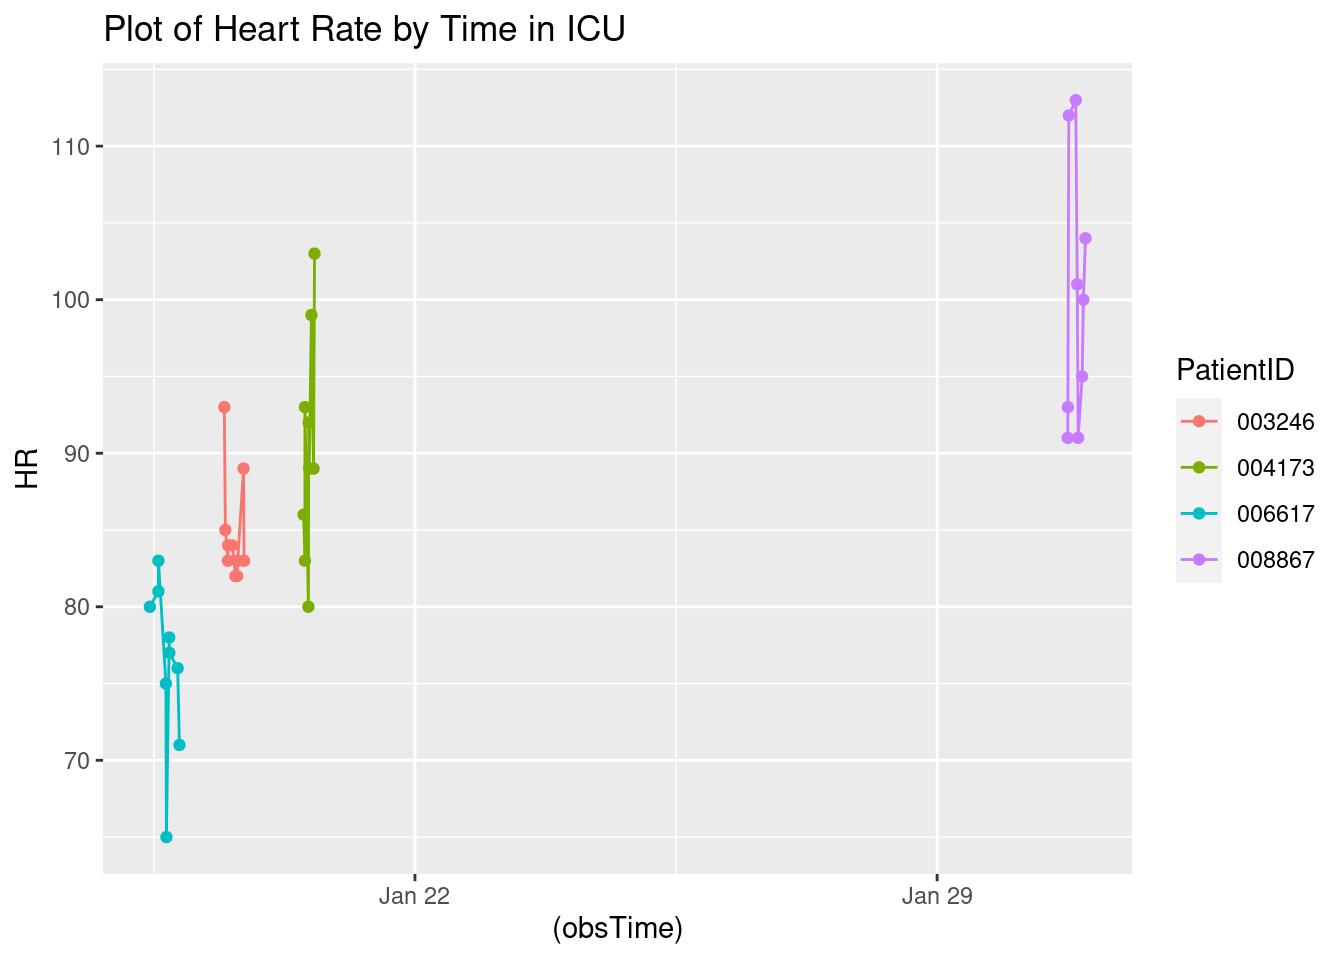 Plot of Heart Rate by Time in ICU
110
100
90
80
70
HR
Jan 22
Jan 29
(obsTime)
PatientID
003246
004173
006617
008867